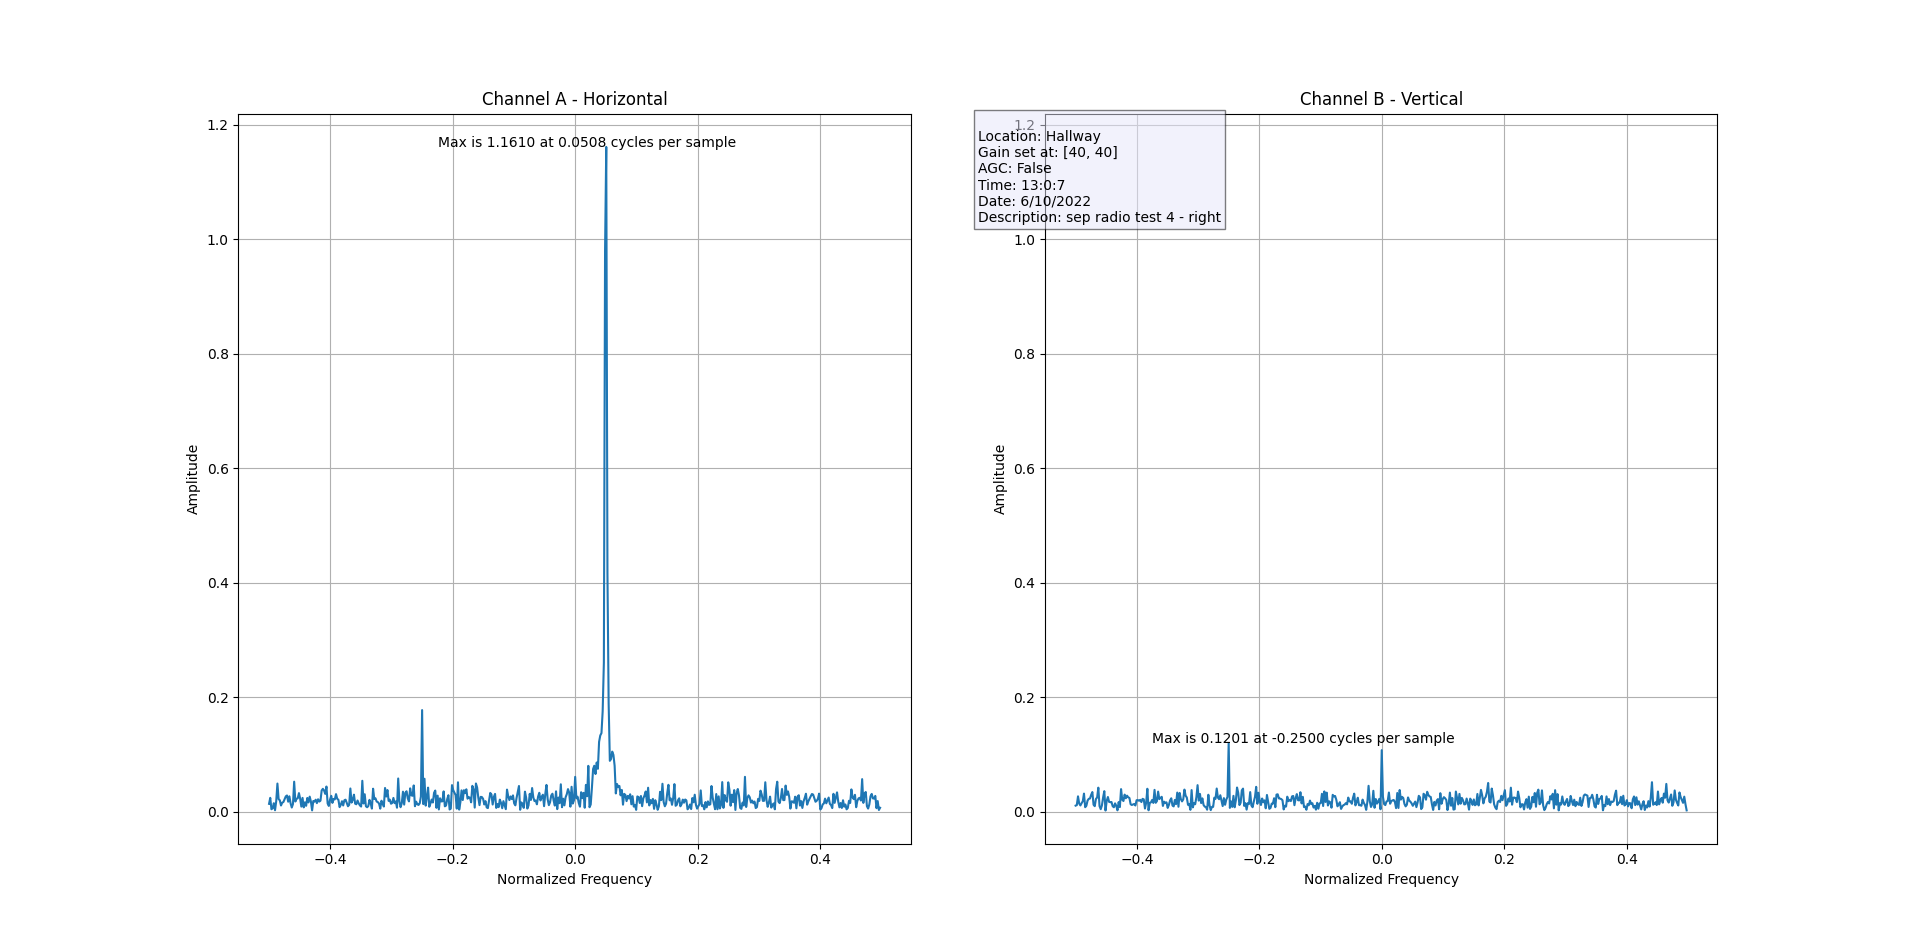 Channel A - Horizontal
Max is 1.1610 at 0.0508 cycles per sample
1.2
1.0
0.8
0.6
0.4
0.2
0.0
Amplitude
−0.4 −0.2 0.0 0.2 0.4
Normalized Frequency
Channel B - Vertical
Location: Hallway
Gain set at: [40, 40]
AGC: False
Time: 13:0:7
Date: 6/10/2022
Description: sep radio test 4 - right
Max is 0.1201 at -0.2500 cycles per sample
1.2
1.0
0.8
0.6
0.4
0.2
0.0
Amplitude
−0.4 −0.2 0.0 0.2 0.4
Normalized Frequency